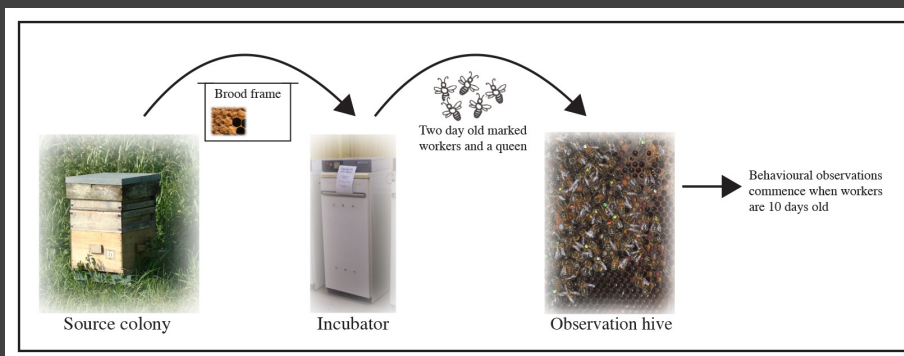 Brood frame
Two day old marked
workers and a queen
Behavioural observations
commence when workers
are 10 days old
Source colony
Incubator
Observation hive